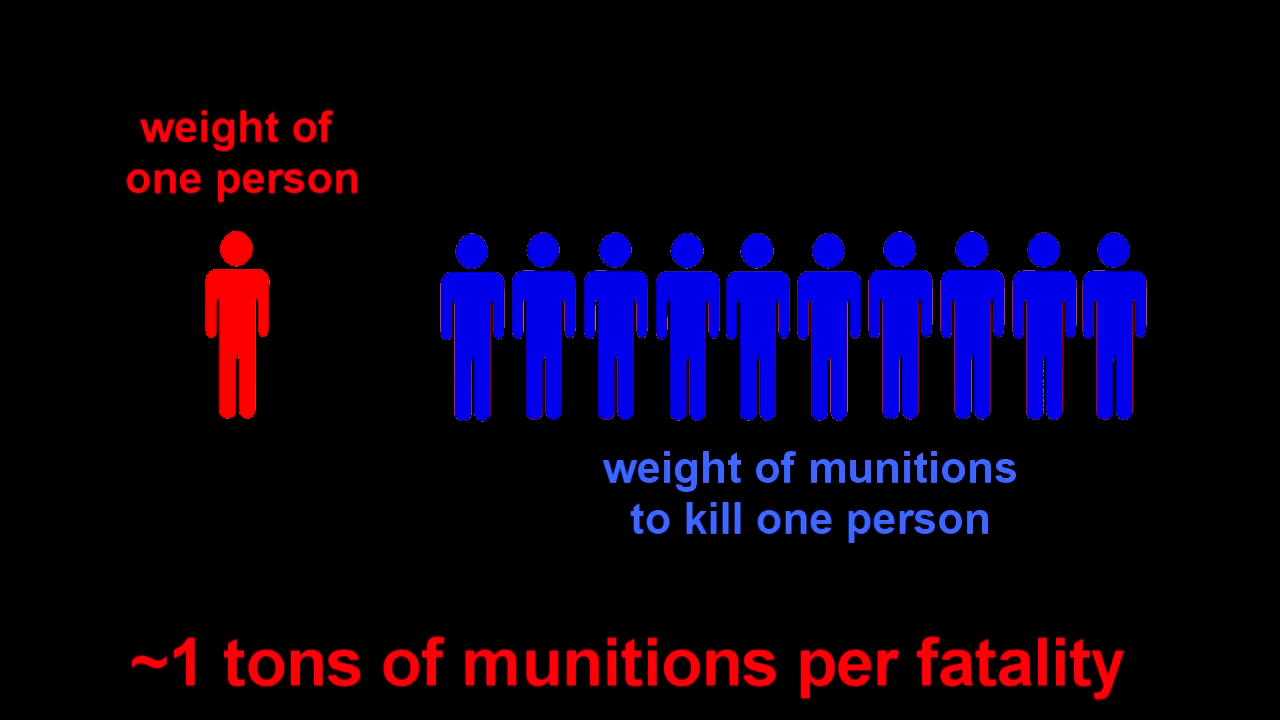 weight of
one person
weight of munitions
to kill one person
~1 tons of munitions per fatality